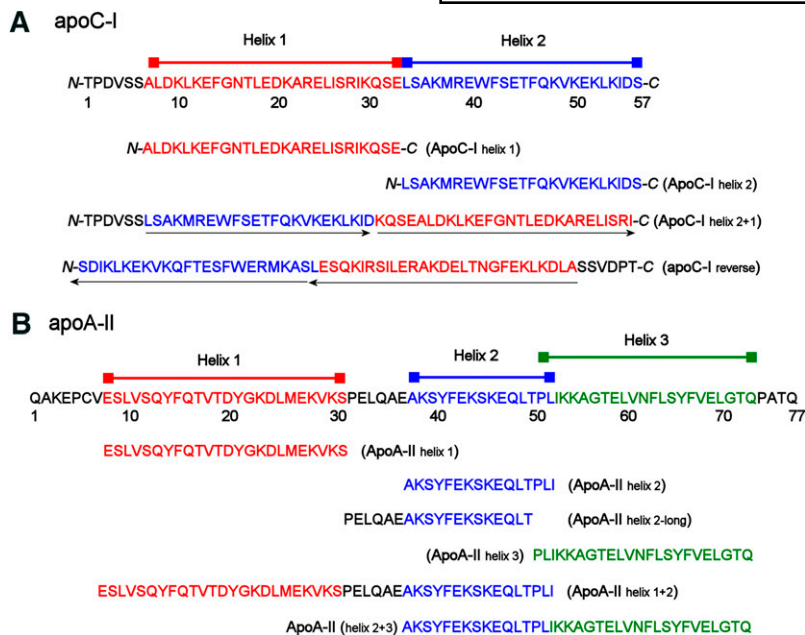 A apoC-I
Helix 1 Helix 2
N-TPDVSSALDKLKEFGNTLEDKARELISRIKQSELSAKMREWFSETFQKVKEKLKIDS-C
1 10 20 30 40 50 57
N-ALDKLKEFGNTLEDKARELISRIKQSE-C (ApoC-I helix 1)
N-LSAKMREWFSETFQKVKEKLKIDS-C (ApoC-I helix 2)
N-TPDVSSLSAKMREWFSETFQKVKEKLKIDKQSEALDKLKEFGNTLEDKARELISRI-C (ApoC-I helix 2+1)
N-SDIKLKEKVKQFTESFWERMKASLESQKIRSILERAKDELTNGFEKLKDLASSVDPT-C (apoC-I reverse)
B apoA-II
Helix 3
Helix 1 Helix 2
QAKEPCVESLVSQYFQTVTDYGKDLMEKVKSPELQAEAKSYFEKSKEQLTPLIKKAGTELVNFLSYFVELGTQPATQ
1 10 20 30 40 50 60 70 77
ESLVSQYFQTVTDYGKDLMEKVKS (ApoA-II helix 1)
AKSYFEKSKEQLTPLI (ApoA-II helix 2)
PELQAEAKSYFEKSKEQLT (ApoA-II helix 2-long)
(ApoA-II helix 3) PLIKKAGTELVNFLSYFVELGTQ
ESLVSQYFQTVTDYGKDLMEKVKSPELQAEAKSYFEKSKEQLTPLI (ApoA-II helix 1+2)
ApoA-II (helix 2+3) AKSYFEKSKEQLTPLIKKAGTELVNFLSYFVELGTQ